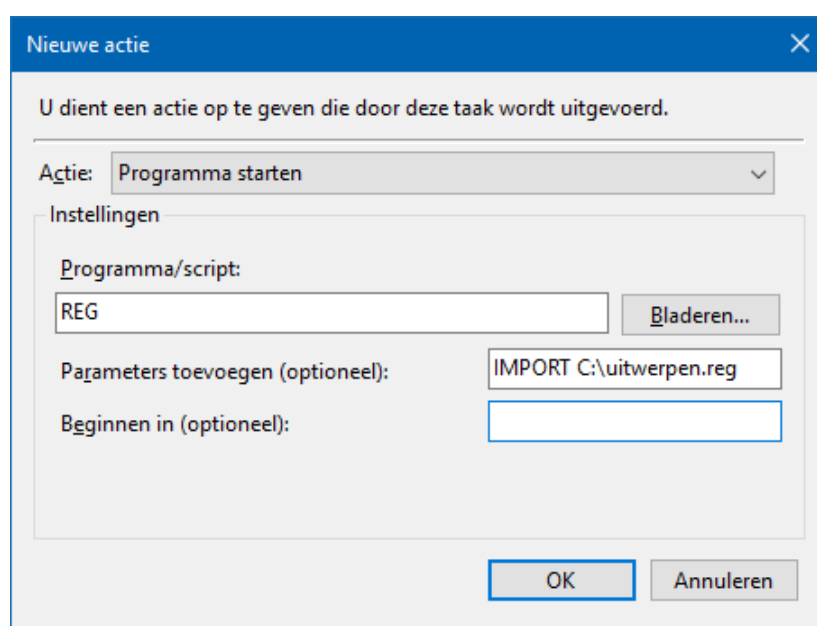 Nieuwe actie
U dient een actie op te geven die door deze taak wordt uitgevoerd.
Actie: Programma starten
Instellingen
Programma/script:
REG Bladeren...
Parameters toevoegen (optioneel): IMPORT C:\uitwerpen.reg
Beginnen in (optioneel):
OK Annuleren